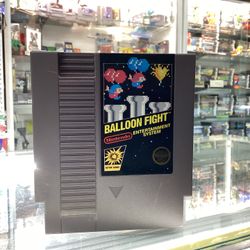 BALLOON FIGHT
Nintendo
ENTERTAINMENT
SYSTEM